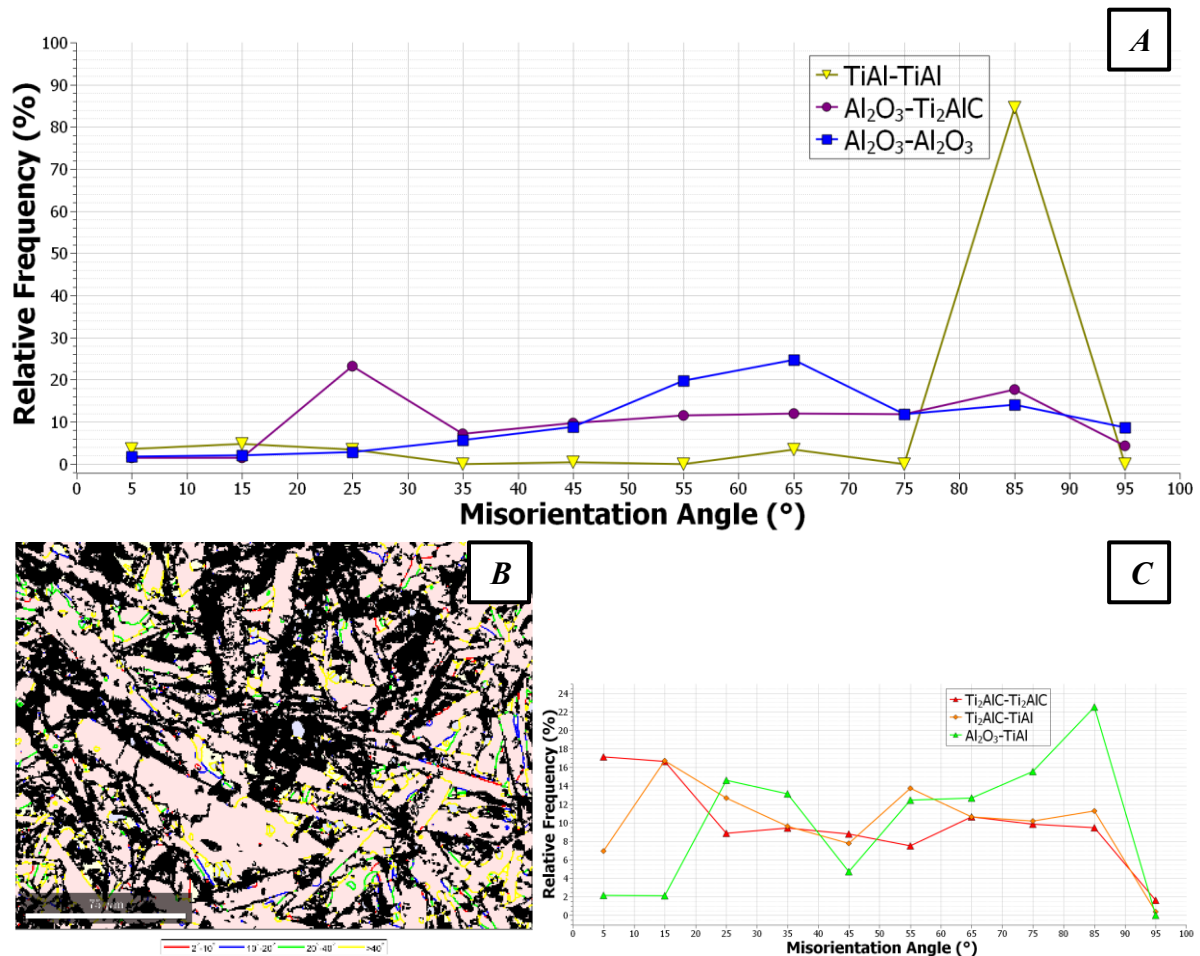 A
100
90
80
70
60
50
40
30
20
10
0
Relative Frequency (%)
TiAl-TiAl
Al₂O₃-Ti₂AlC
Al₂O₃-Al₂O₃
0 5 10 15 20 25 30 35 40 45 50 55 60 65 70 75 80 85 90 95 100
Misorientation Angle (°)
B
75 µm
2°-10° 10°-20° 20°-40° >40°
C
24
22
20
18
16
14
12
10
8
6
4
2
0
Relative Frequency (%)
Ti₂AlC-Ti₂AlC
Ti₂AlC-TiAl
Al₂O₃-TiAl
0 5 10 15 20 25 30 35 40 45 50 55 60 65 70 75 80 85 90 95 100
Misorientation Angle (°)